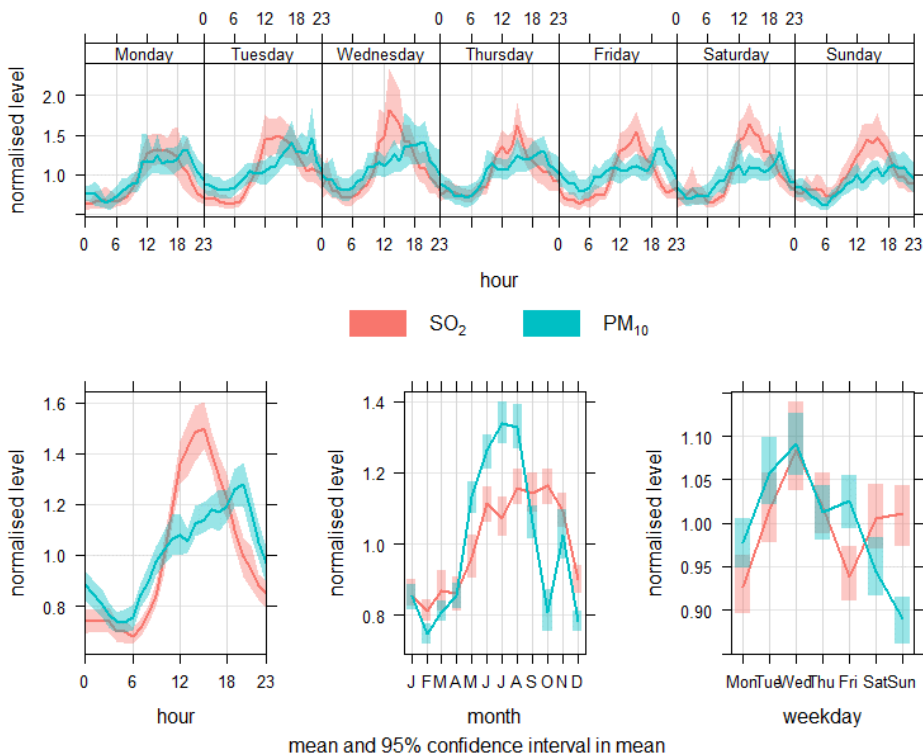 0 6 12 18 23 0 6 12 18 23 0 6 12 18 23
Monday Tuesday Wednesday Thursday Friday Saturday Sunday
normalised level
2.0
1.5
1.0
0 6 12 18 23 0 6 12 18 23 0 6 12 18 23 0 6 12 18 23
hour
SO₂ PM₁₀
normalised level
1.6
1.4
1.2
1.0
0.8
0 6 12 18 23
hour
normalised level
1.4
1.2
1.0
0.8
J F M A M J J A S O N D
month
normalised level
1.10
1.05
1.00
0.95
0.90
Mon Tue Wed Thu Fri Sat Sun
weekday
mean and 95% confidence interval in mean